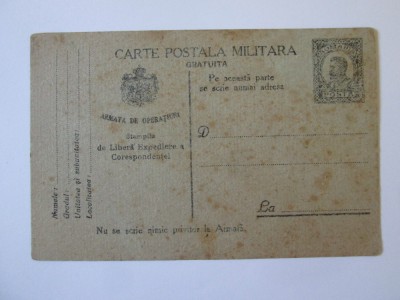 CARTE POSTALA MILITARA
GRATUITA
Pe această parte
se scrie numai adresa
ARMATA DE OPERAȚIUNI
Stampila
de Liberă Expediere a
Corespondenței
D
La
Numele:
Gradul:
Unitatea și subunitatea:
Localitatea:
Nu se scrie nimic privitor la Armată.